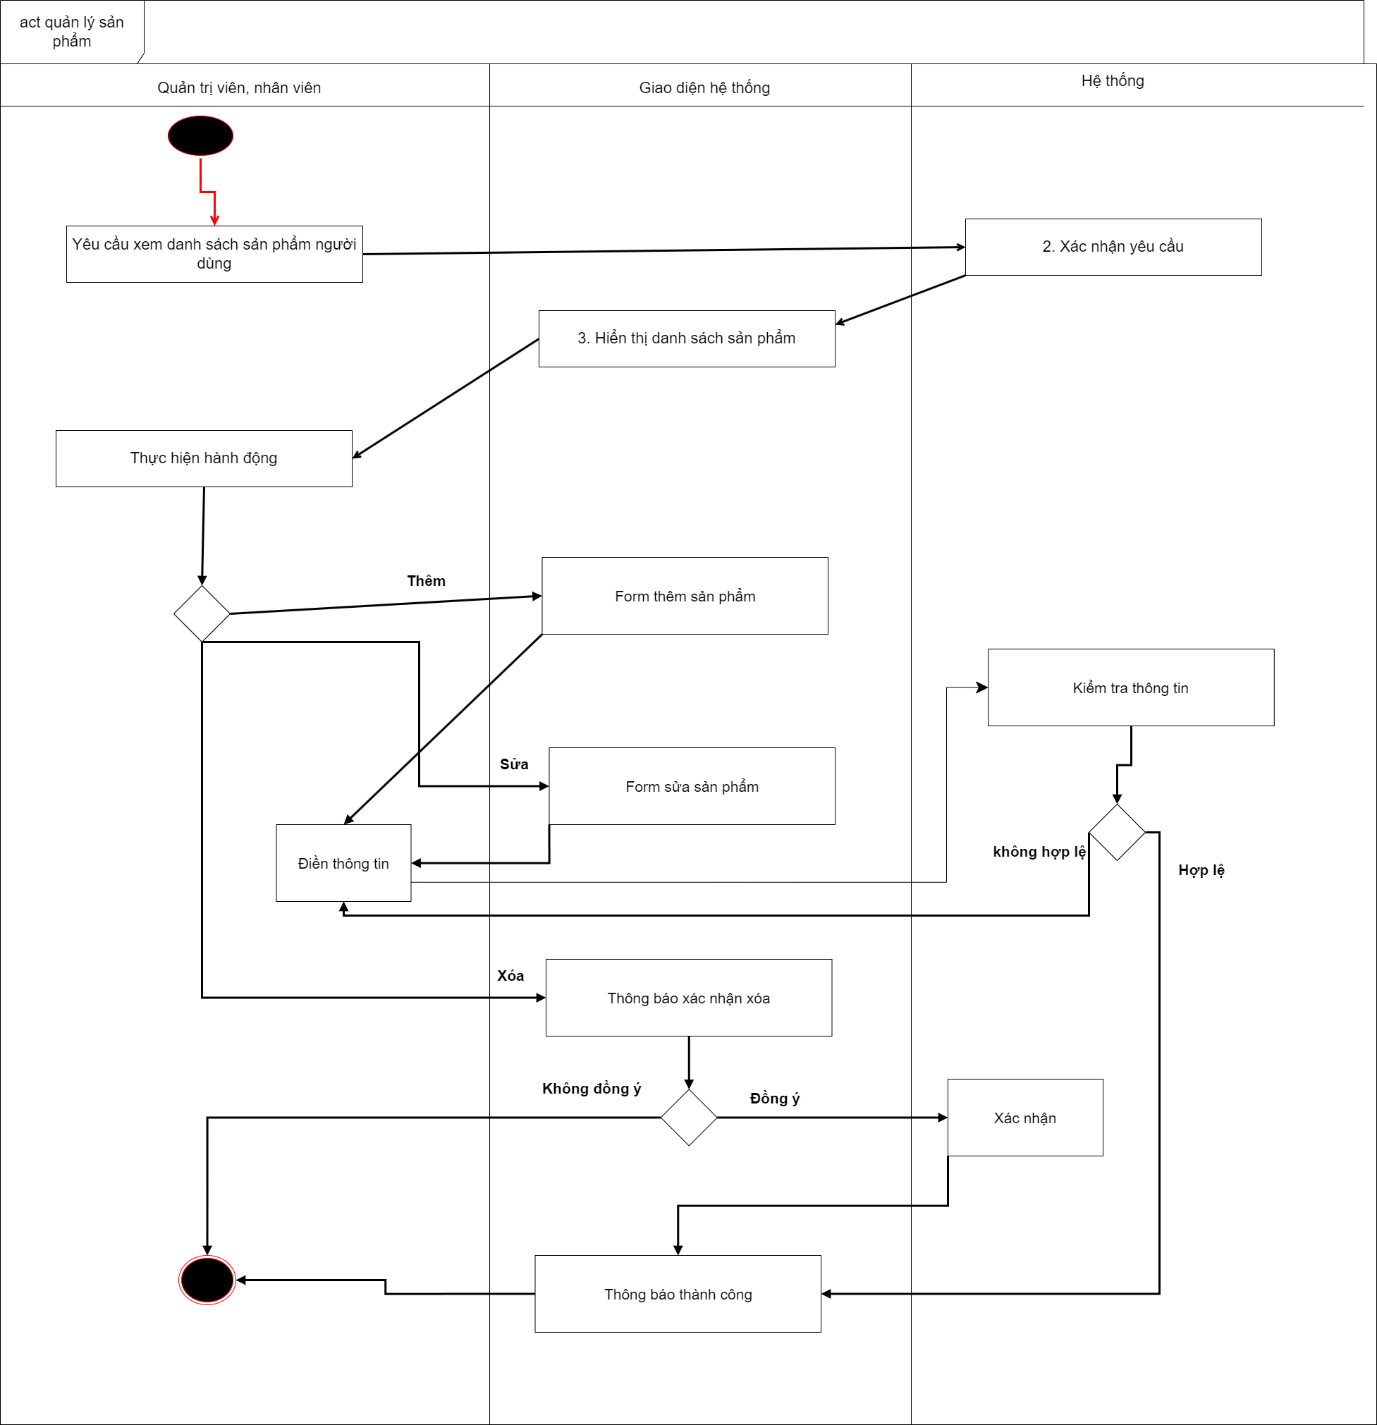 act quản lý sản
phẩm
Quản trị viên, nhân viên
Giao diện hệ thống
Hệ thống
Yêu cầu xem danh sách sản phẩm người
dùng
2. Xác nhận yêu cầu
3. Hiển thị danh sách sản phẩm
Thực hiện hành động
Thêm
Form thêm sản phẩm
Kiểm tra thông tin
Sửa
Form sửa sản phẩm
không hợp lệ
Điền thông tin
Hợp lệ
Xóa
Thông báo xác nhận xóa
Không đồng ý
Đồng ý
Xác nhận
Thông báo thành công